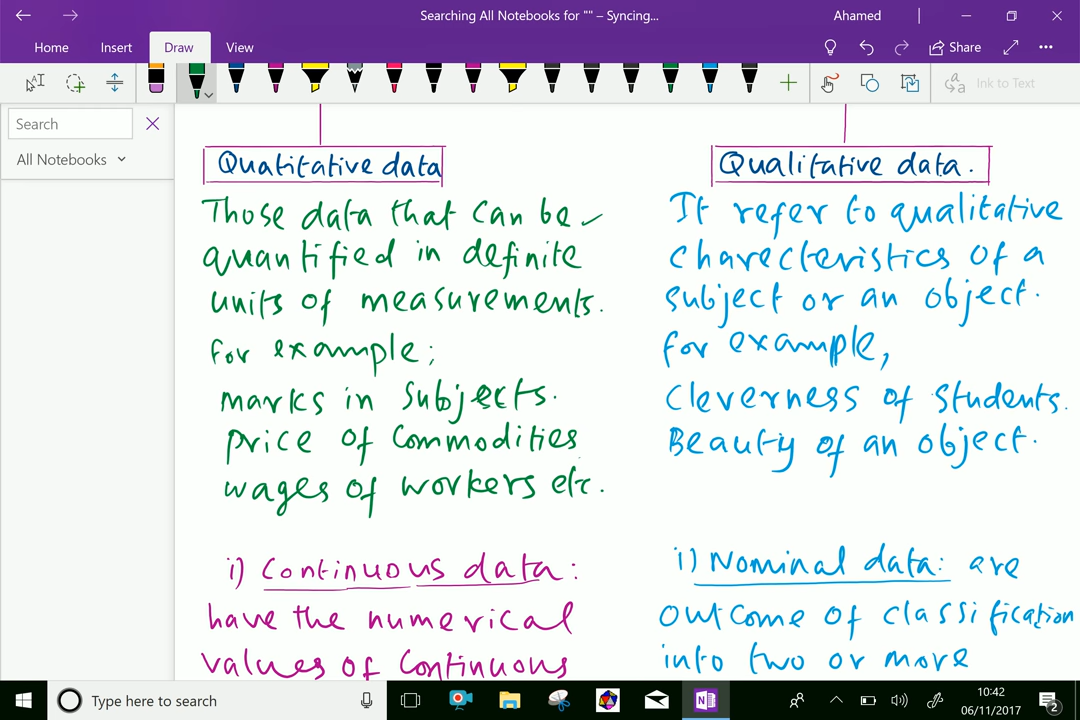 Searching All Notebooks for "" – Syncing...
Ahamed
Home Insert Draw View
Share
Ink to Text
Search
All Notebooks
Quatitative data
Those data that can be
quantified in definite
units of measurements.
for example;
marks in subjects.
Price of Commodities
wages of workers etc.
i) Continuous data:
have the numerical
values of Continuous
Qualitative data.
It refer to qualitative
charecteristics of a
subject or an object.
for example,
Cleverness of students.
Beauty of an object.
i) Nominal data: are
outcome of classification
into two or more
Type here to search
10:42
06/11/2017
2